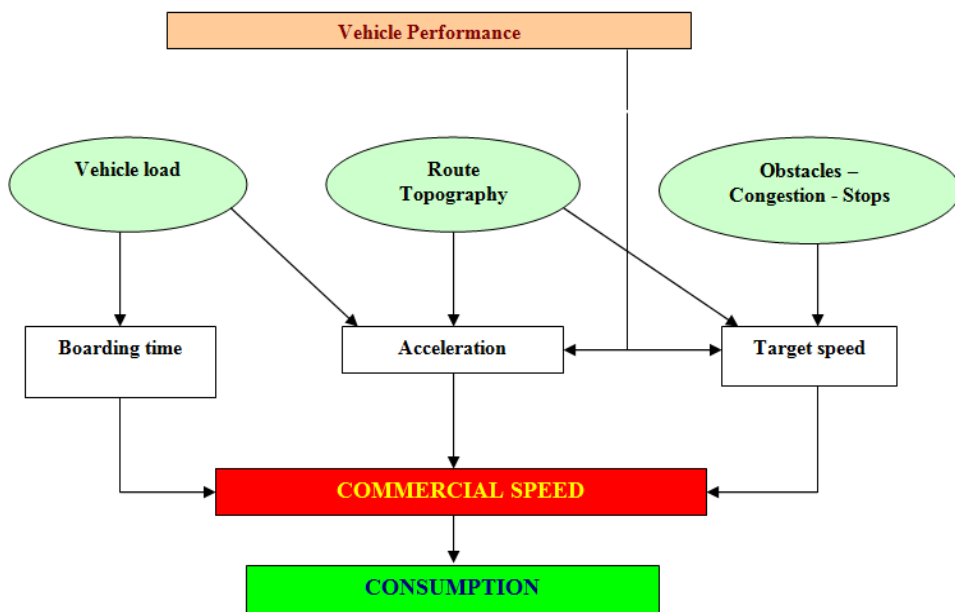 Vehicle Performance
Vehicle load
Route
Topography
Obstacles –
Congestion - Stops
Boarding time
Acceleration
Target speed
COMMERCIAL SPEED
CONSUMPTION